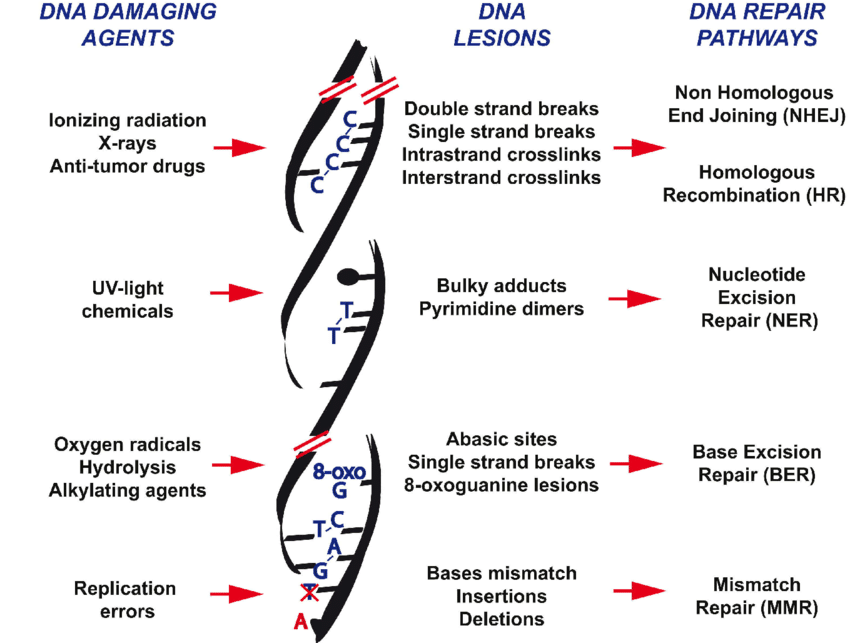 DNA DAMAGING
AGENTS
DNA
LESIONS
DNA REPAIR
PATHWAYS
Ionizing radiation
X-rays
Anti-tumor drugs
C
C
C
C
Double strand breaks
Single strand breaks
Intrastrand crosslinks
Interstrand crosslinks
Non Homologous
End Joining (NHEJ)
Homologous
Recombination (HR)
UV-light
chemicals
T
T
Bulky adducts
Pyrimidine dimers
Nucleotide
Excision
Repair (NER)
Oxygen radicals
Hydrolysis
Alkylating agents
8-oxo
G
C
T
A
G
T
A
Abasic sites
Single strand breaks
8-oxoguanine lesions
Base Excision
Repair (BER)
Replication
errors
Bases mismatch
Insertions
Deletions
Mismatch
Repair (MMR)